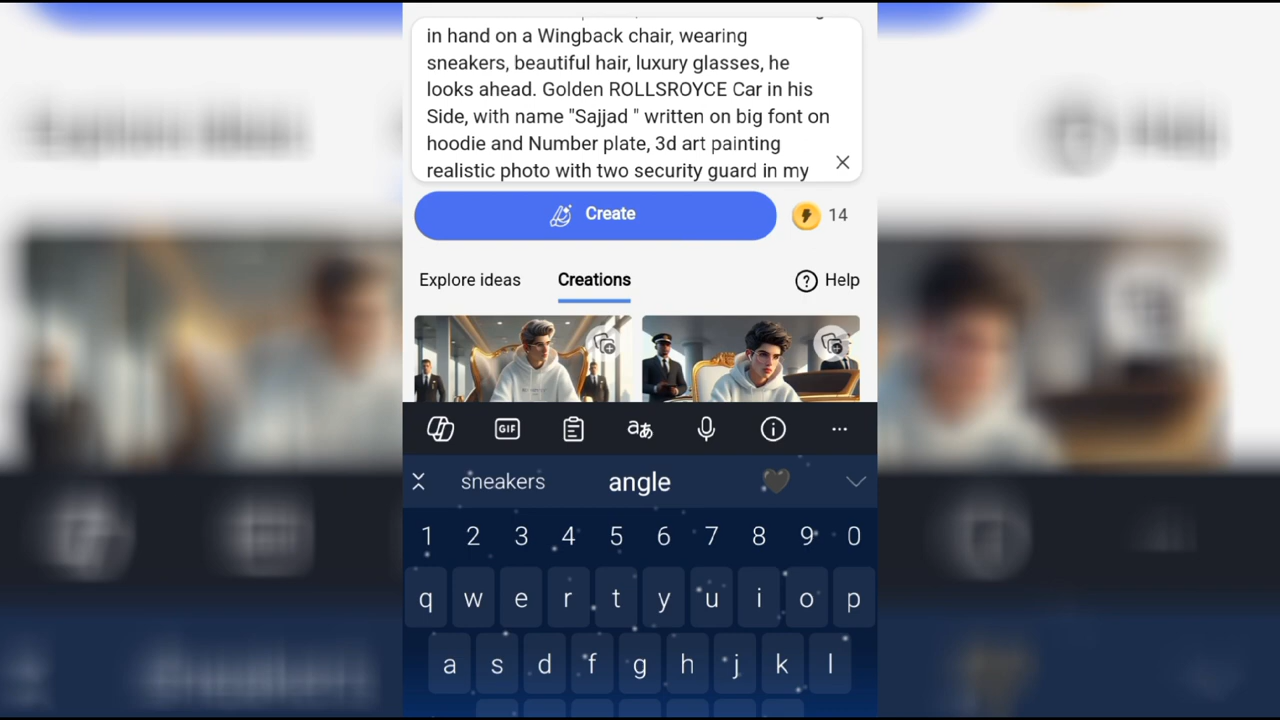 in hand on a Wingback chair, wearing
sneakers, beautiful hair, luxury glasses, he
looks ahead. Golden ROLLSROYCE Car in his
Side, with name "Sajjad " written on big font on
hoodie and Number plate, 3d art painting
realistic photo with two security guard in my
Create
14
Explore ideas
Creations
Help
GIF
aあ
sneakers
angle
1 2 3 4 5 6 7 8 9 0
q w e r t y u i o p
a s d f g h j k l